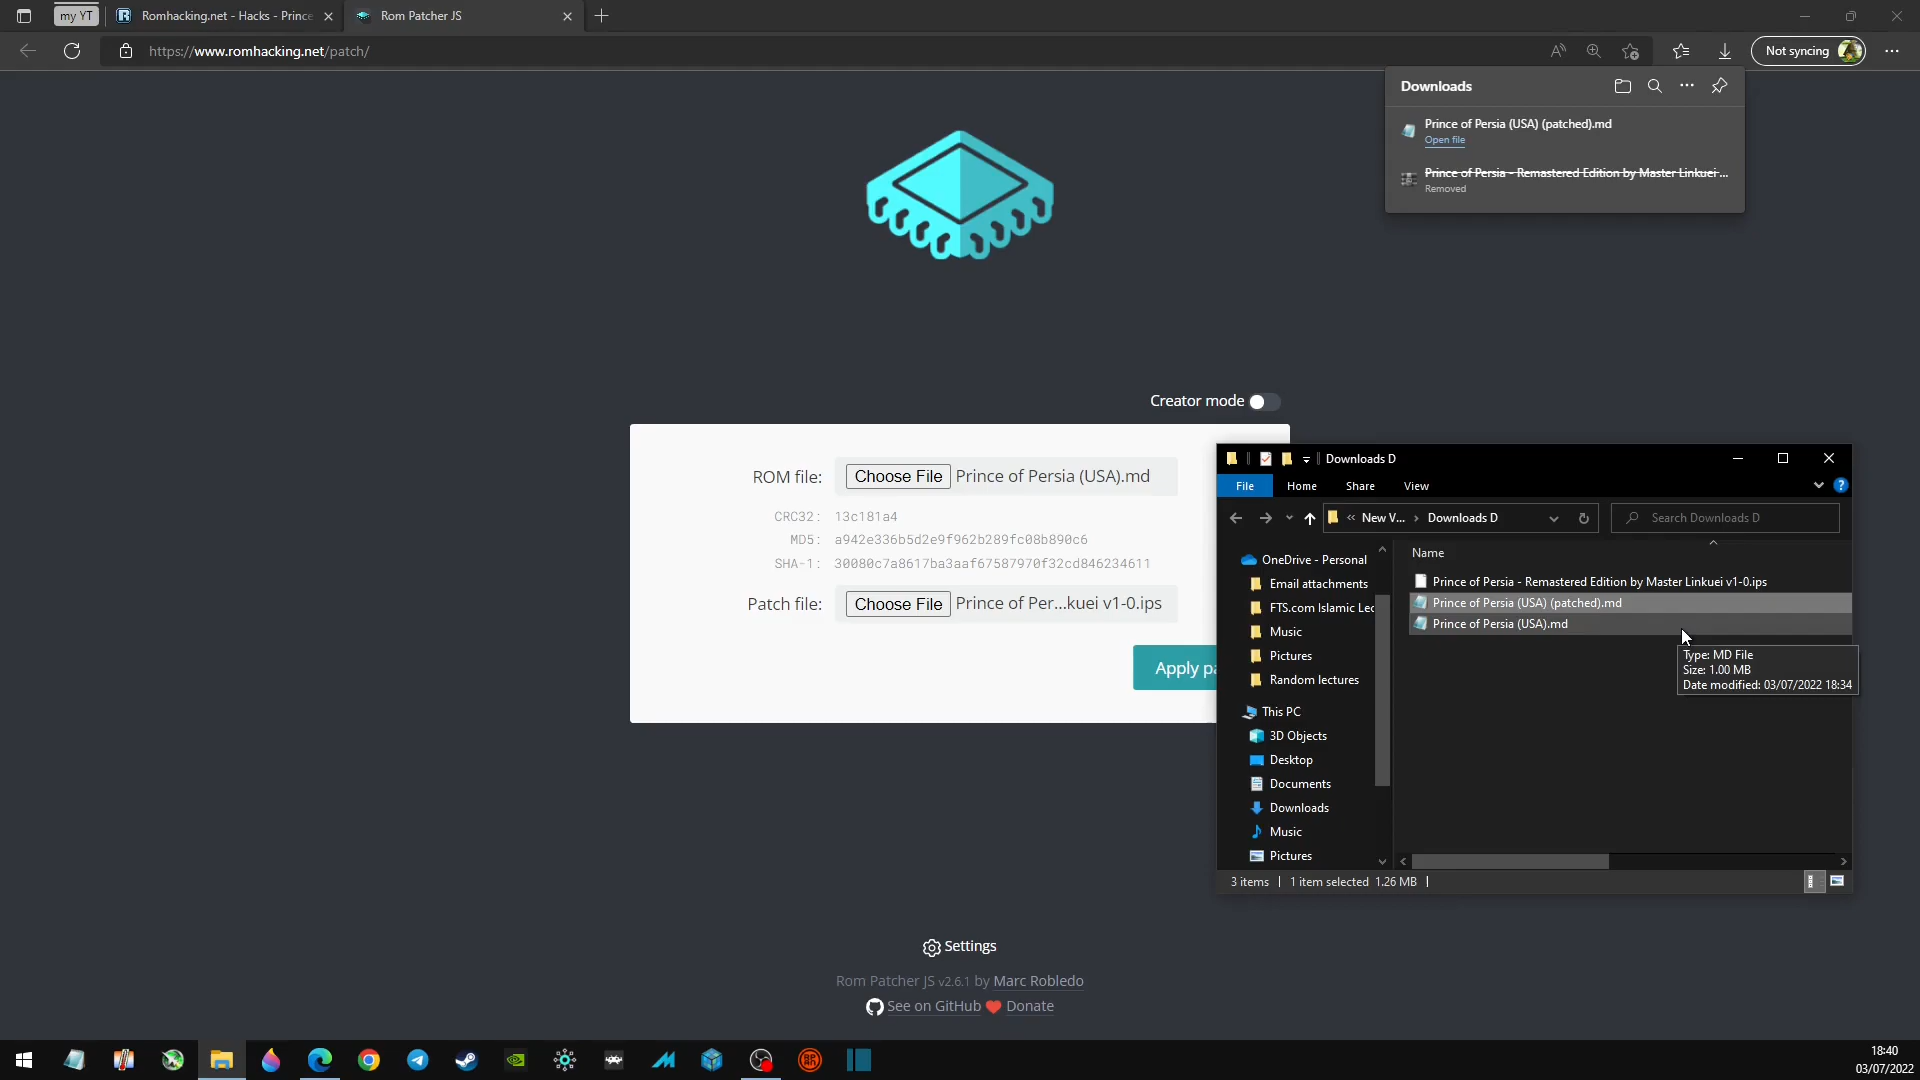 my YT
Romhacking.net - Hacks - Prince
Rom Patcher JS
https://www.romhacking.net/patch/
Not syncing
Downloads
Prince of Persia (USA) (patched).md
Open file
Prince of Persia - Remastered Edition by Master Linkuei ...
Removed
Creator mode
ROM file:
Choose File
Prince of Persia (USA).md
CRC32:
13c181a4
MD5:
a942e336b5d2e9f962b289fc08b890c6
SHA-1:
30080c7a8617ba3aaf67587970f32cd846234611
Patch file:
Choose File
Prince of Per...kuei v1-0.ips
Apply pa
Downloads D
File
Home
Share
View
« New V... › Downloads D
Search Downloads D
OneDrive - Personal
Email attachments
FTS.com Islamic Lec
Music
Pictures
Random lectures
This PC
3D Objects
Desktop
Documents
Downloads
Music
Pictures
Name
Prince of Persia - Remastered Edition by Master Linkuei v1-0.ips
Prince of Persia (USA) (patched).md
Prince of Persia (USA).md
Type: MD File
Size: 1.00 MB
Date modified: 03/07/2022 18:34
3 items
1 item selected 1.26 MB
Settings
Rom Patcher JS v2.6.1 by Marc Robledo
See on GitHub
Donate
18:40
03/07/2022